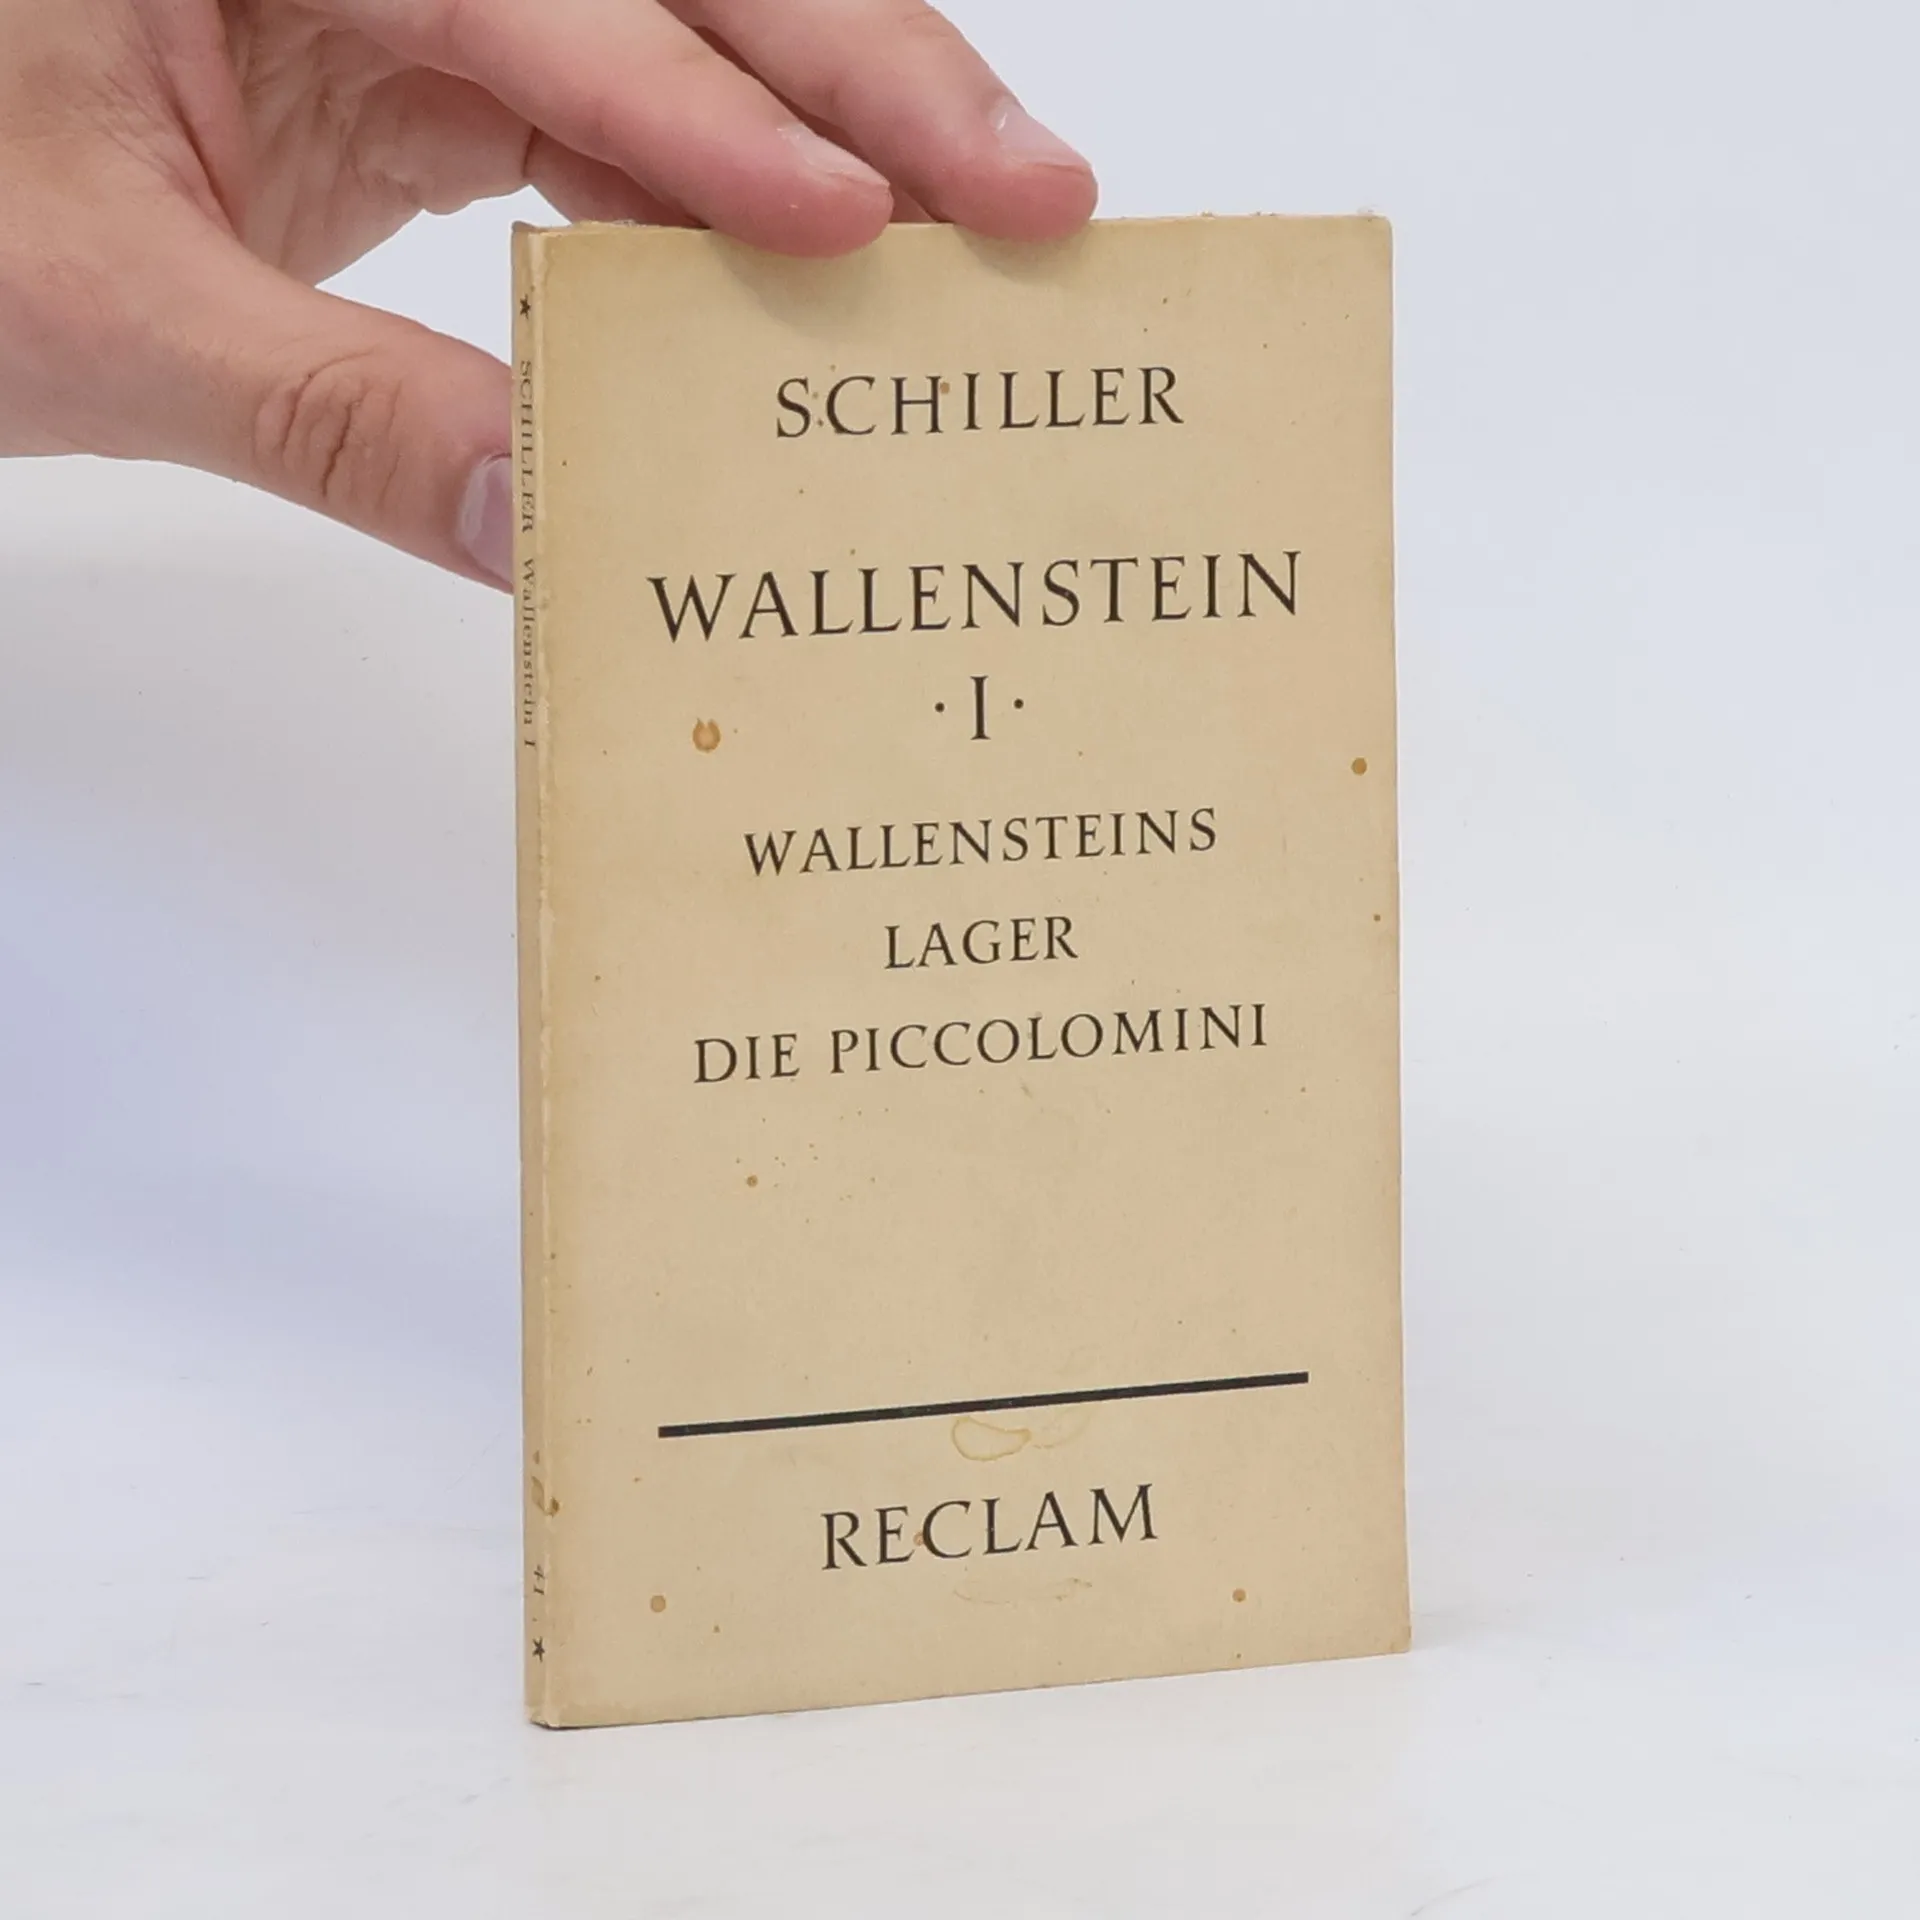 SCHILLER
WALLENSTEIN
· I ·
WALLENSTEINS
LAGER
DIE PICCOLOMINI
RECLAM
★ SCHILLER Wallenstein I 41 ★